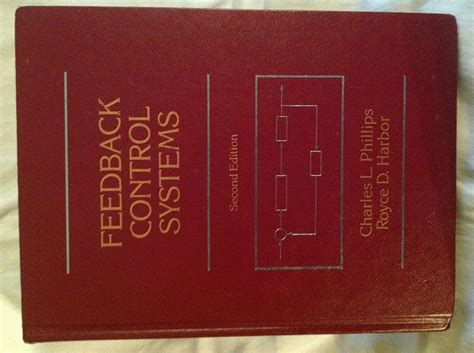 FEEDBACK
CONTROL
SYSTEMS
Second Edition
Charles L. Phillips
Royce D. Harbor